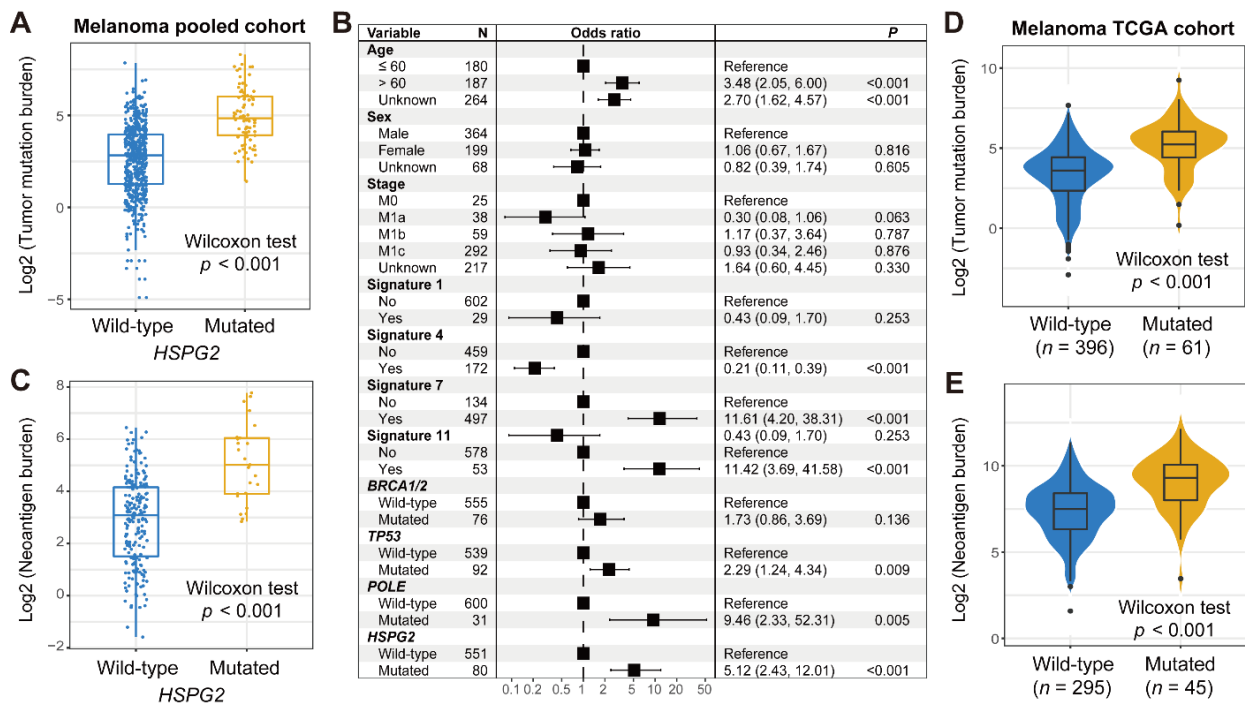 A
Melanoma pooled cohort
Log2 (Tumor mutation burden)
5
0
−5
Wilcoxon test
p < 0.001
Wild-type Mutated
HSPG2
B
Variable N Odds ratio P
Age
≤ 60 180 Reference
> 60 187 3.48 (2.05, 6.00) <0.001
Unknown 264 2.70 (1.62, 4.57) <0.001
Sex
Male 364 Reference
Female 199 1.06 (0.67, 1.67) 0.816
Unknown 68 0.82 (0.39, 1.74) 0.605
Stage
M0 25 Reference
M1a 38 0.30 (0.08, 1.06) 0.063
M1b 59 1.17 (0.37, 3.64) 0.787
M1c 292 0.93 (0.34, 2.46) 0.876
Unknown 217 1.64 (0.60, 4.45) 0.330
Signature 1
No 602 Reference
Yes 29 0.43 (0.09, 1.70) 0.253
Signature 4
No 459 Reference
Yes 172 0.21 (0.11, 0.39) <0.001
Signature 7
No 134 Reference
Yes 497 11.61 (4.20, 38.31) <0.001
Signature 11 0.43 (0.09, 1.70) 0.253
No 578 Reference
Yes 53 11.42 (3.69, 41.58) <0.001
BRCA1/2
Wild-type 555 Reference
Mutated 76 1.73 (0.86, 3.69) 0.136
TP53
Wild-type 539 Reference
Mutated 92 2.29 (1.24, 4.34) 0.009
POLE
Wild-type 600 Reference
Mutated 31 9.46 (2.33, 52.31) 0.005
HSPG2
Wild-type 551 Reference
Mutated 80 5.12 (2.43, 12.01) <0.001
0.1 0.2 0.5 1 2 5 10 20 50
C
Log2 (Neoantigen burden)
8
6
4
2
0
−2
Wilcoxon test
p < 0.001
Wild-type Mutated
HSPG2
D
Melanoma TCGA cohort
Log2 (Tumor mutation burden)
10
5
0
Wilcoxon test
p < 0.001
Wild-type Mutated
(n = 396) (n = 61)
E
Log2 (Neoantigen burden)
10
5
0
Wilcoxon test
p < 0.001
Wild-type Mutated
(n = 295) (n = 45)